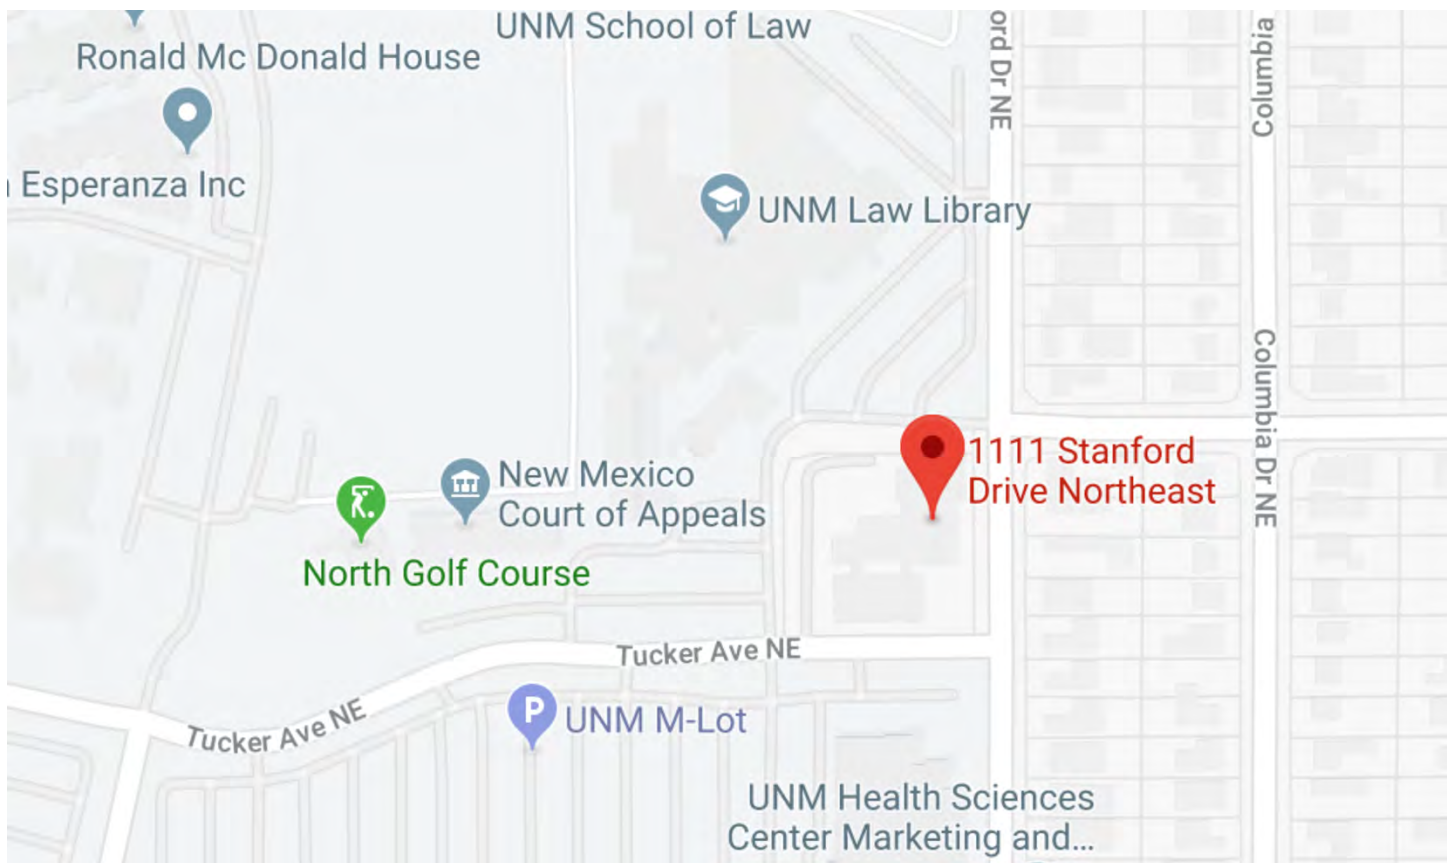 UNM School of Law
Ronald Mc Donald House
ord Dr NE
Columbia
Esperanza Inc
UNM Law Library
Columbia Dr NE
1111 Stanford
Drive Northeast
New Mexico
Court of Appeals
North Golf Course
Tucker Ave NE
Tucker Ave NE
P
UNM M-Lot
UNM Health Sciences
Center Marketing and...